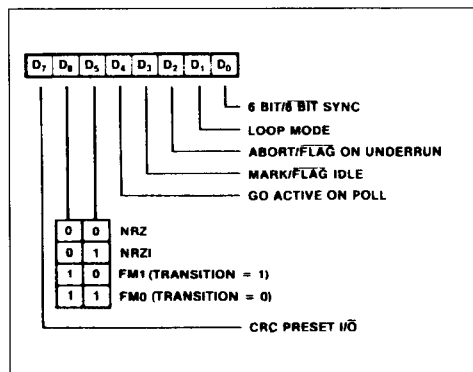 D7 D6 D5 D4 D3 D2 D1 D0
6 BIT/8 BIT SYNC
LOOP MODE
ABORT/FLAG ON UNDERRUN
MARK/FLAG IDLE
GO ACTIVE ON POLL
0 0 NRZ
0 1 NRZI
1 0 FM1 (TRANSITION = 1)
1 1 FM0 (TRANSITION = 0)
CRC PRESET I/O